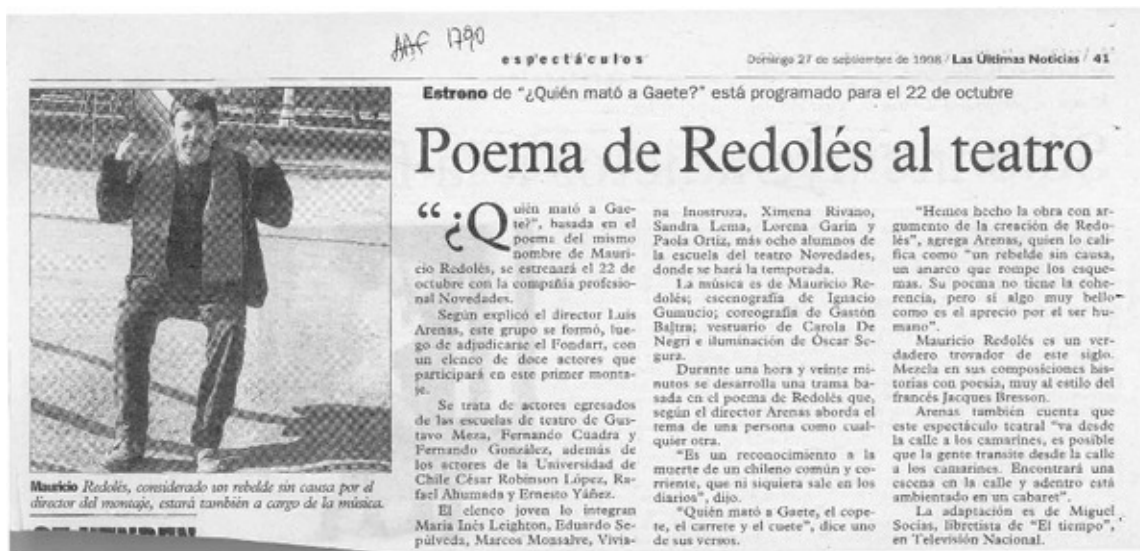 AAF 1790
espectáculos
Domingo 27 de septiembre de 1998 / Las Últimas Noticias / 41
Estreno de "¿Quién mató a Gaete?" está programado para el 22 de octubre
Poema de Redolés al teatro
"¿Quién mató a Gae-
te?", basada en el
poema del mismo
nombre de Mauri-
cio Redolés, se estrenará el 22 de
octubre con la compañía profesio-
nal Novedades.
Según explicó el director Luis
Arenas, este grupo se formó, lue-
go de adjudicarse el Fondart, con
un elenco de doce actores que
participará en este primer monta-
je.
Se trata de actores egresados
de las escuelas de teatro de Gus-
tavo Meza, Fernando Cuadra y
Fernando González, además de
los actores de la Universidad de
Chile César Robinson López, Ra-
fael Ahumada y Ernesto Yáñez.
El elenco joven lo integran
María Inés Leighton, Eduardo Se-
púlveda, Marcos Monsalve, Vivia-
na Inostroza, Ximena Rivano,
Sandra Lema, Lorena Garín y
Paola Ortiz, más ocho alumnos de
la escuela del teatro Novedades,
donde se hará la temporada.
La música es de Mauricio Re-
dolés; escenografía de Ignacio
Gumucio; coreografía de Gastón
Baltra; vestuario de Carola De
Negri e iluminación de Óscar Se-
gura.
Durante una hora y veinte mi-
nutos se desarrolla una trama ba-
sada en el poema de Redolés que,
según el director Arenas aborda el
tema de una persona como cual-
quier otra.
"Es un reconocimiento a la
muerte de un chileno común y co-
rriente, que ni siquiera sale en los
diarios", dijo.
"Quién mató a Gaete, el cope-
te, el carrete y el cuete", dice uno
de sus versos.
"Hemos hecho la obra con ar-
gumento de la creación de Redo-
lés", agrega Arenas, quien lo cali-
fica como "un rebelde sin causa,
un anarco que rompe los esque-
mas. Su poema no tiene la cohe-
rencia, pero sí algo muy bello
como es el aprecio por el ser hu-
mano".
Mauricio Redolés es un ver-
dadero trovador de este siglo.
Mezcla en sus composiciones his-
torias con poesía, muy al estilo del
francés Jacques Bresson.
Arenas también cuenta que
este espectáculo teatral "va desde
la calle a los camarines, es posible
que la gente transite desde la calle
a los camarines. Encontrará una
escena en la calle y adentro está
ambientado en un cabaret".
La adaptación es de Miguel
Socías, libretista de "El tiempo",
en Televisión Nacional.
Mauricio Redolés, considerado un rebelde sin causa por el
director del montaje, estará también a cargo de la música.